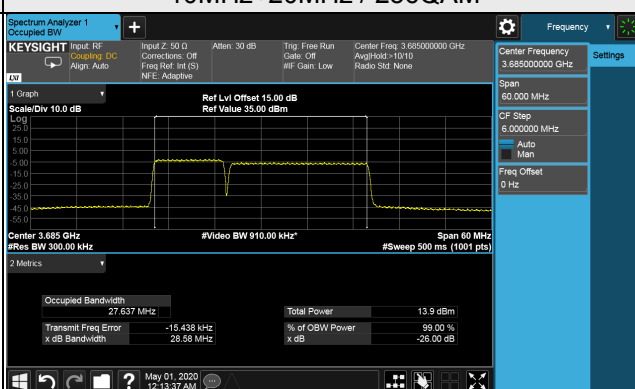 10MHz+20MHz / 256QAM
Spectrum Analyzer 1
Occupied BW
+
Frequency
KEYSIGHT
Input: RF
Coupling: DC
Align: Auto
Input Z: 50 Ω
Corrections: Off
Freq Ref: Int (S)
NFE: Adaptive
Atten: 30 dB
Trig: Free Run
Gate: Off
#IF Gain: Low
Center Freq: 3.685000000 GHz
Avg|Hold:>10/10
Radio Std: None
LXI
Center Frequency
3.685000000 GHz
Settings
Span
60.000 MHz
CF Step
6.000000 MHz
Auto
Man
Freq Offset
0 Hz
1 Graph
Scale/Div 10.0 dB
Ref Lvl Offset 15.00 dB
Ref Value 35.00 dBm
Log
25.0
15.0
5.00
-5.00
-15.0
-25.0
-35.0
-45.0
-55.0
Center 3.685 GHz
#Res BW 300.00 kHz
#Video BW 910.00 kHz*
Span 60 MHz
#Sweep 500 ms (1001 pts)
2 Metrics
Occupied Bandwidth
27.637 MHz
Total Power 13.9 dBm
Transmit Freq Error -15.438 kHz
% of OBW Power 99.00 %
x dB Bandwidth 28.58 MHz
x dB -26.00 dB
?
May 01, 2020
12:13:37 AM